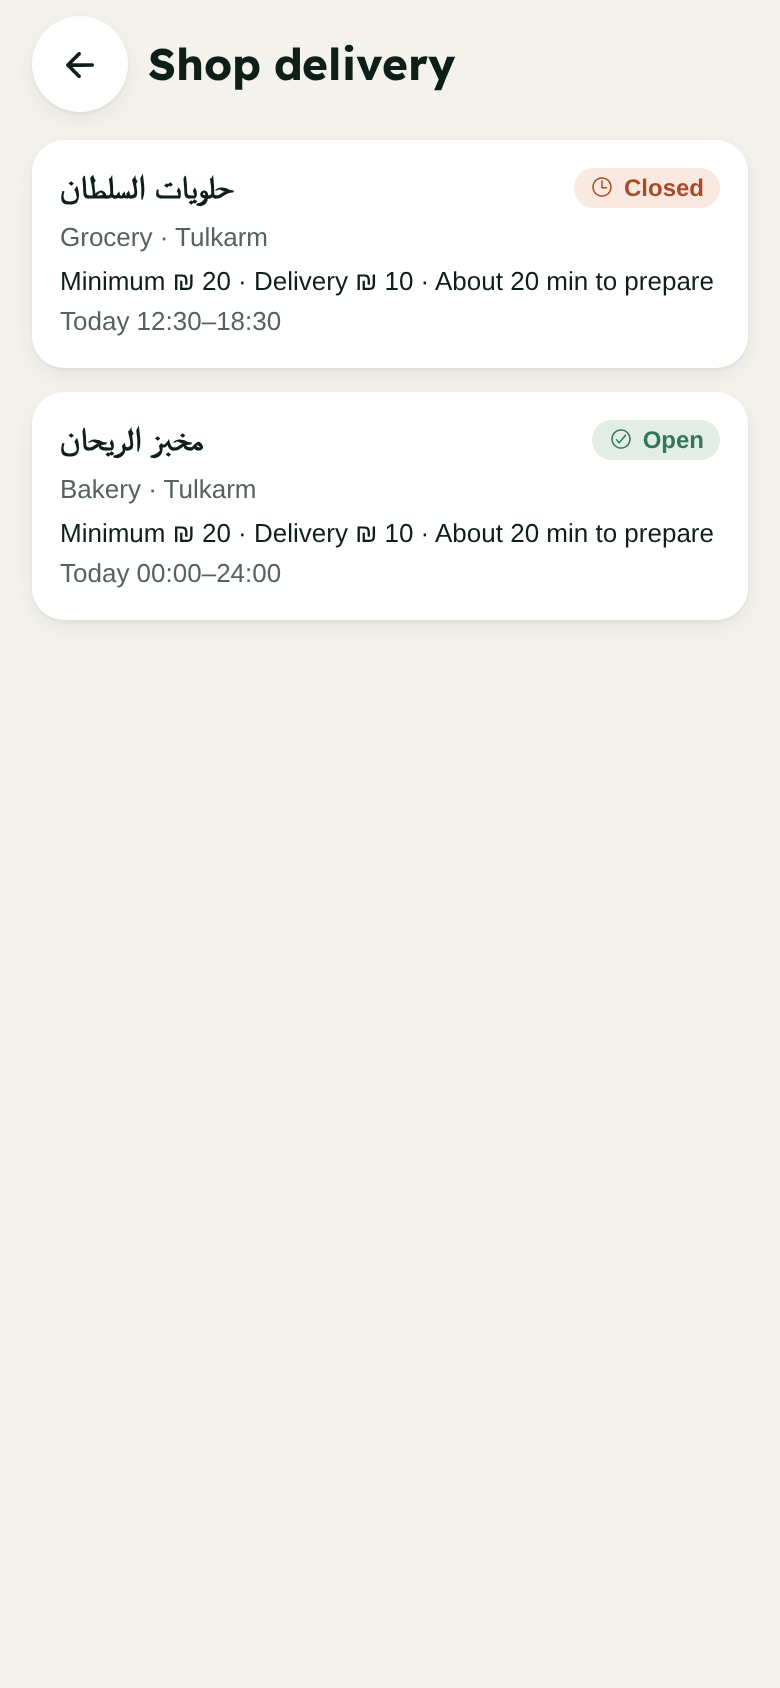 Shop delivery
حلويات السلطان
Closed
Grocery · Tulkarm
Minimum ₪ 20 · Delivery ₪ 10 · About 20 min to prepare
Today 12:30–18:30
مخبز الريحان
Open
Bakery · Tulkarm
Minimum ₪ 20 · Delivery ₪ 10 · About 20 min to prepare
Today 00:00–24:00